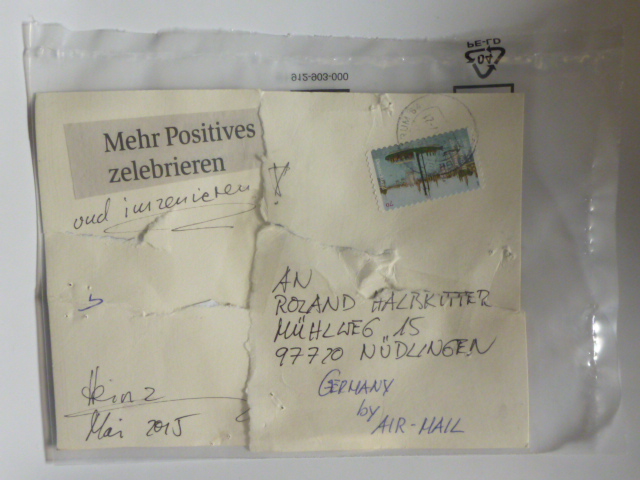 912-903-000
PE-LD
Mehr Positives
zelebrieren
und inszenieren !
AN
ROLAND HALBRITTER
MÜHLWEG 15
97720 NÜDLINGEN
GERMANY
by
AIR-MAIL
Heinz
Mai 2015